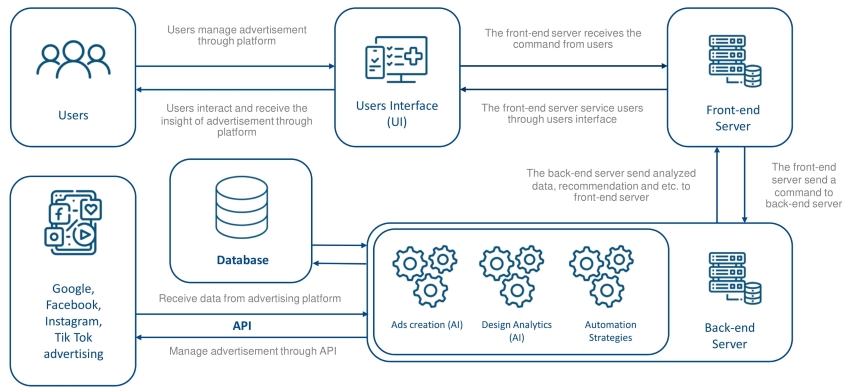 Users manage advertisement
through platform
The front-end server receives the
command from users
Users
Users Interface
(UI)
Front-end
Server
Users interact and receive the
insight of advertisement through
platform
The front-end server service users
through users interface
The back-end server send analyzed
data, recommendation and etc. to
front-end server
The front-end
server send a
command to
back-end server
Database
Google,
Facebook,
Instagram,
Tik Tok
advertising
Receive data from advertising platform
API
Manage advertisement through API
Ads creation (AI)
Design Analytics
(AI)
Automation
Strategies
Back-end
Server